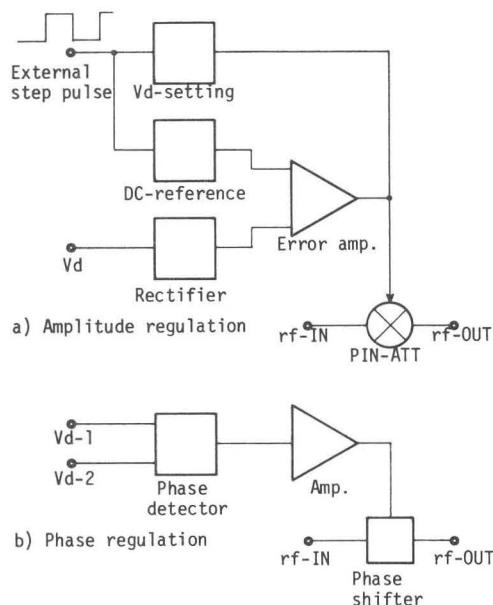 External
step pulse
Vd-setting
DC-reference
Error amp.
Vd
Rectifier
rf-IN
rf-OUT
PIN-ATT
a) Amplitude regulation
Vd-1
Vd-2
Phase
detector
Amp.
b) Phase regulation
rf-IN
rf-OUT
Phase
shifter